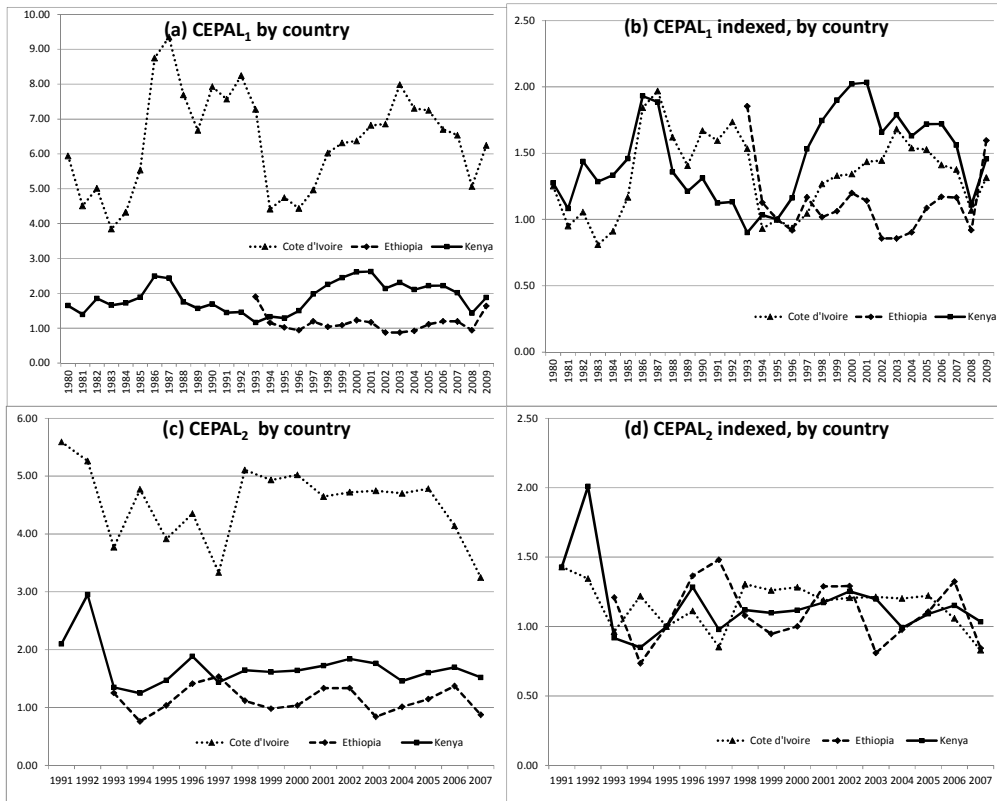 (a) CEPAL1 by country
10.00
9.00
8.00
7.00
6.00
5.00
4.00
3.00
2.00
1.00
0.00
Cote d'Ivoire Ethiopia Kenya
1980 1981 1982 1983 1984 1985 1986 1987 1988 1989 1990 1991 1992 1993 1994 1995 1996 1997 1998 1999 2000 2001 2002 2003 2004 2005 2006 2007 2008 2009
(b) CEPAL1 indexed, by country
2.50
2.00
1.50
1.00
0.50
0.00
Cote d'Ivoire Ethiopia Kenya
1980 1981 1982 1983 1984 1985 1986 1987 1988 1989 1990 1991 1992 1993 1994 1995 1996 1997 1998 1999 2000 2001 2002 2003 2004 2005 2006 2007 2008 2009
(c) CEPAL2 by country
6.00
5.00
4.00
3.00
2.00
1.00
0.00
Cote d'Ivoire Ethiopia Kenya
1991 1992 1993 1994 1995 1996 1997 1998 1999 2000 2001 2002 2003 2004 2005 2006 2007
(d) CEPAL2 indexed, by country
2.50
2.00
1.50
1.00
0.50
0.00
Cote d'Ivoire Ethiopia Kenya
1991 1992 1993 1994 1995 1996 1997 1998 1999 2000 2001 2002 2003 2004 2005 2006 2007